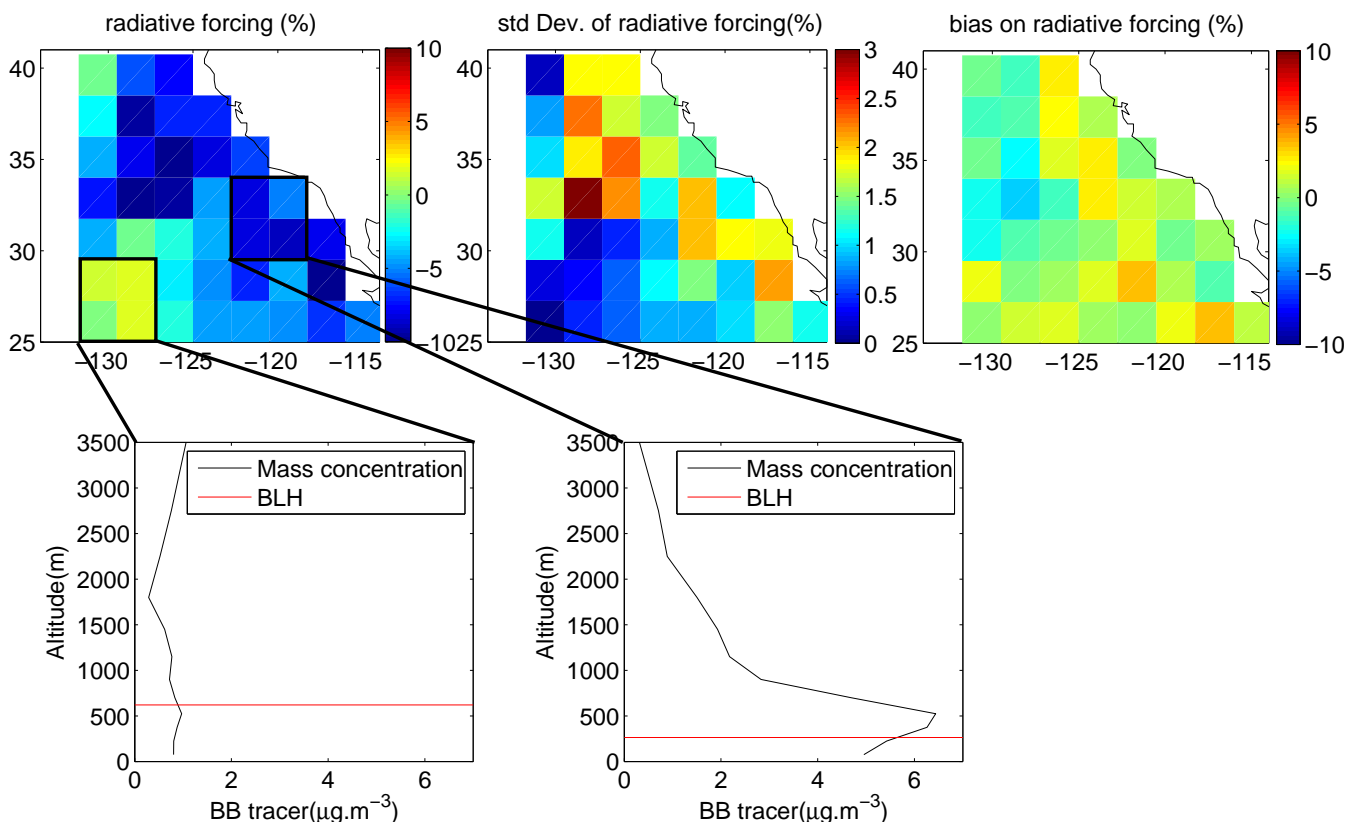 radiative forcing (%)
std Dev. of radiative forcing(%)
bias on radiative forcing (%)
40
35
30
25
−130 −125 −120 −115
10
5
0
−5
−1025
−130 −125 −120 −115
3
2.5
2
1.5
1
0.5
0
40
35
30
25
−130 −125 −120 −115
10
5
0
−5
−10
3500
3000
2500
2000
1500
1000
500
0
Altitude(m)
Mass concentration
BLH
0 2 4 6
BB tracer(μg.m−3)
3500
3000
2500
2000
1500
1000
500
0
Altitude(m)
Mass concentration
BLH
0 2 4 6
BB tracer(μg.m−3)